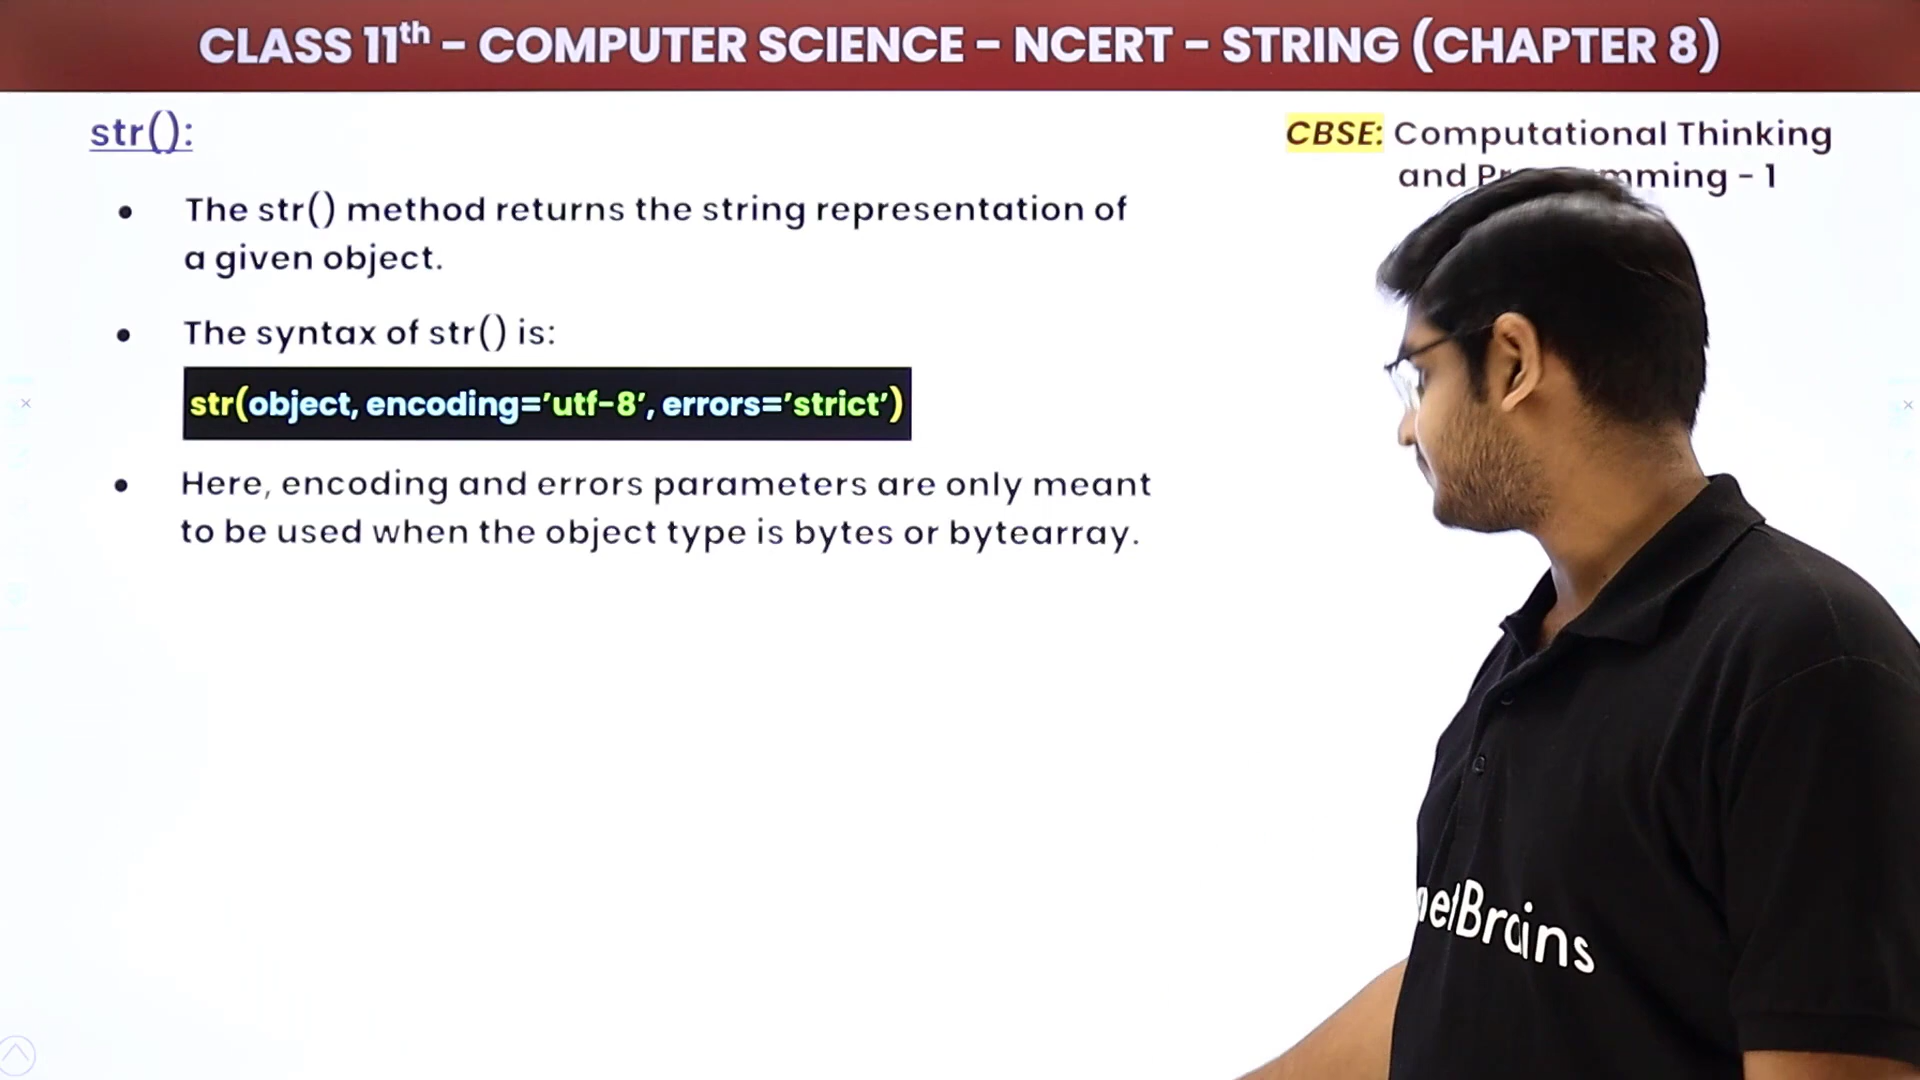 CLASS 11th – COMPUTER SCIENCE – NCERT – STRING (CHAPTER 8)
str():
CBSE: Computational Thinking
and mming – 1
• The str() method returns the string representation of
a given object.
• The syntax of str() is:
str(object, encoding=’utf-8’, errors=’strict’)
• Here, encoding and errors parameters are only meant
to be used when the object type is bytes or bytearray.
netBrains